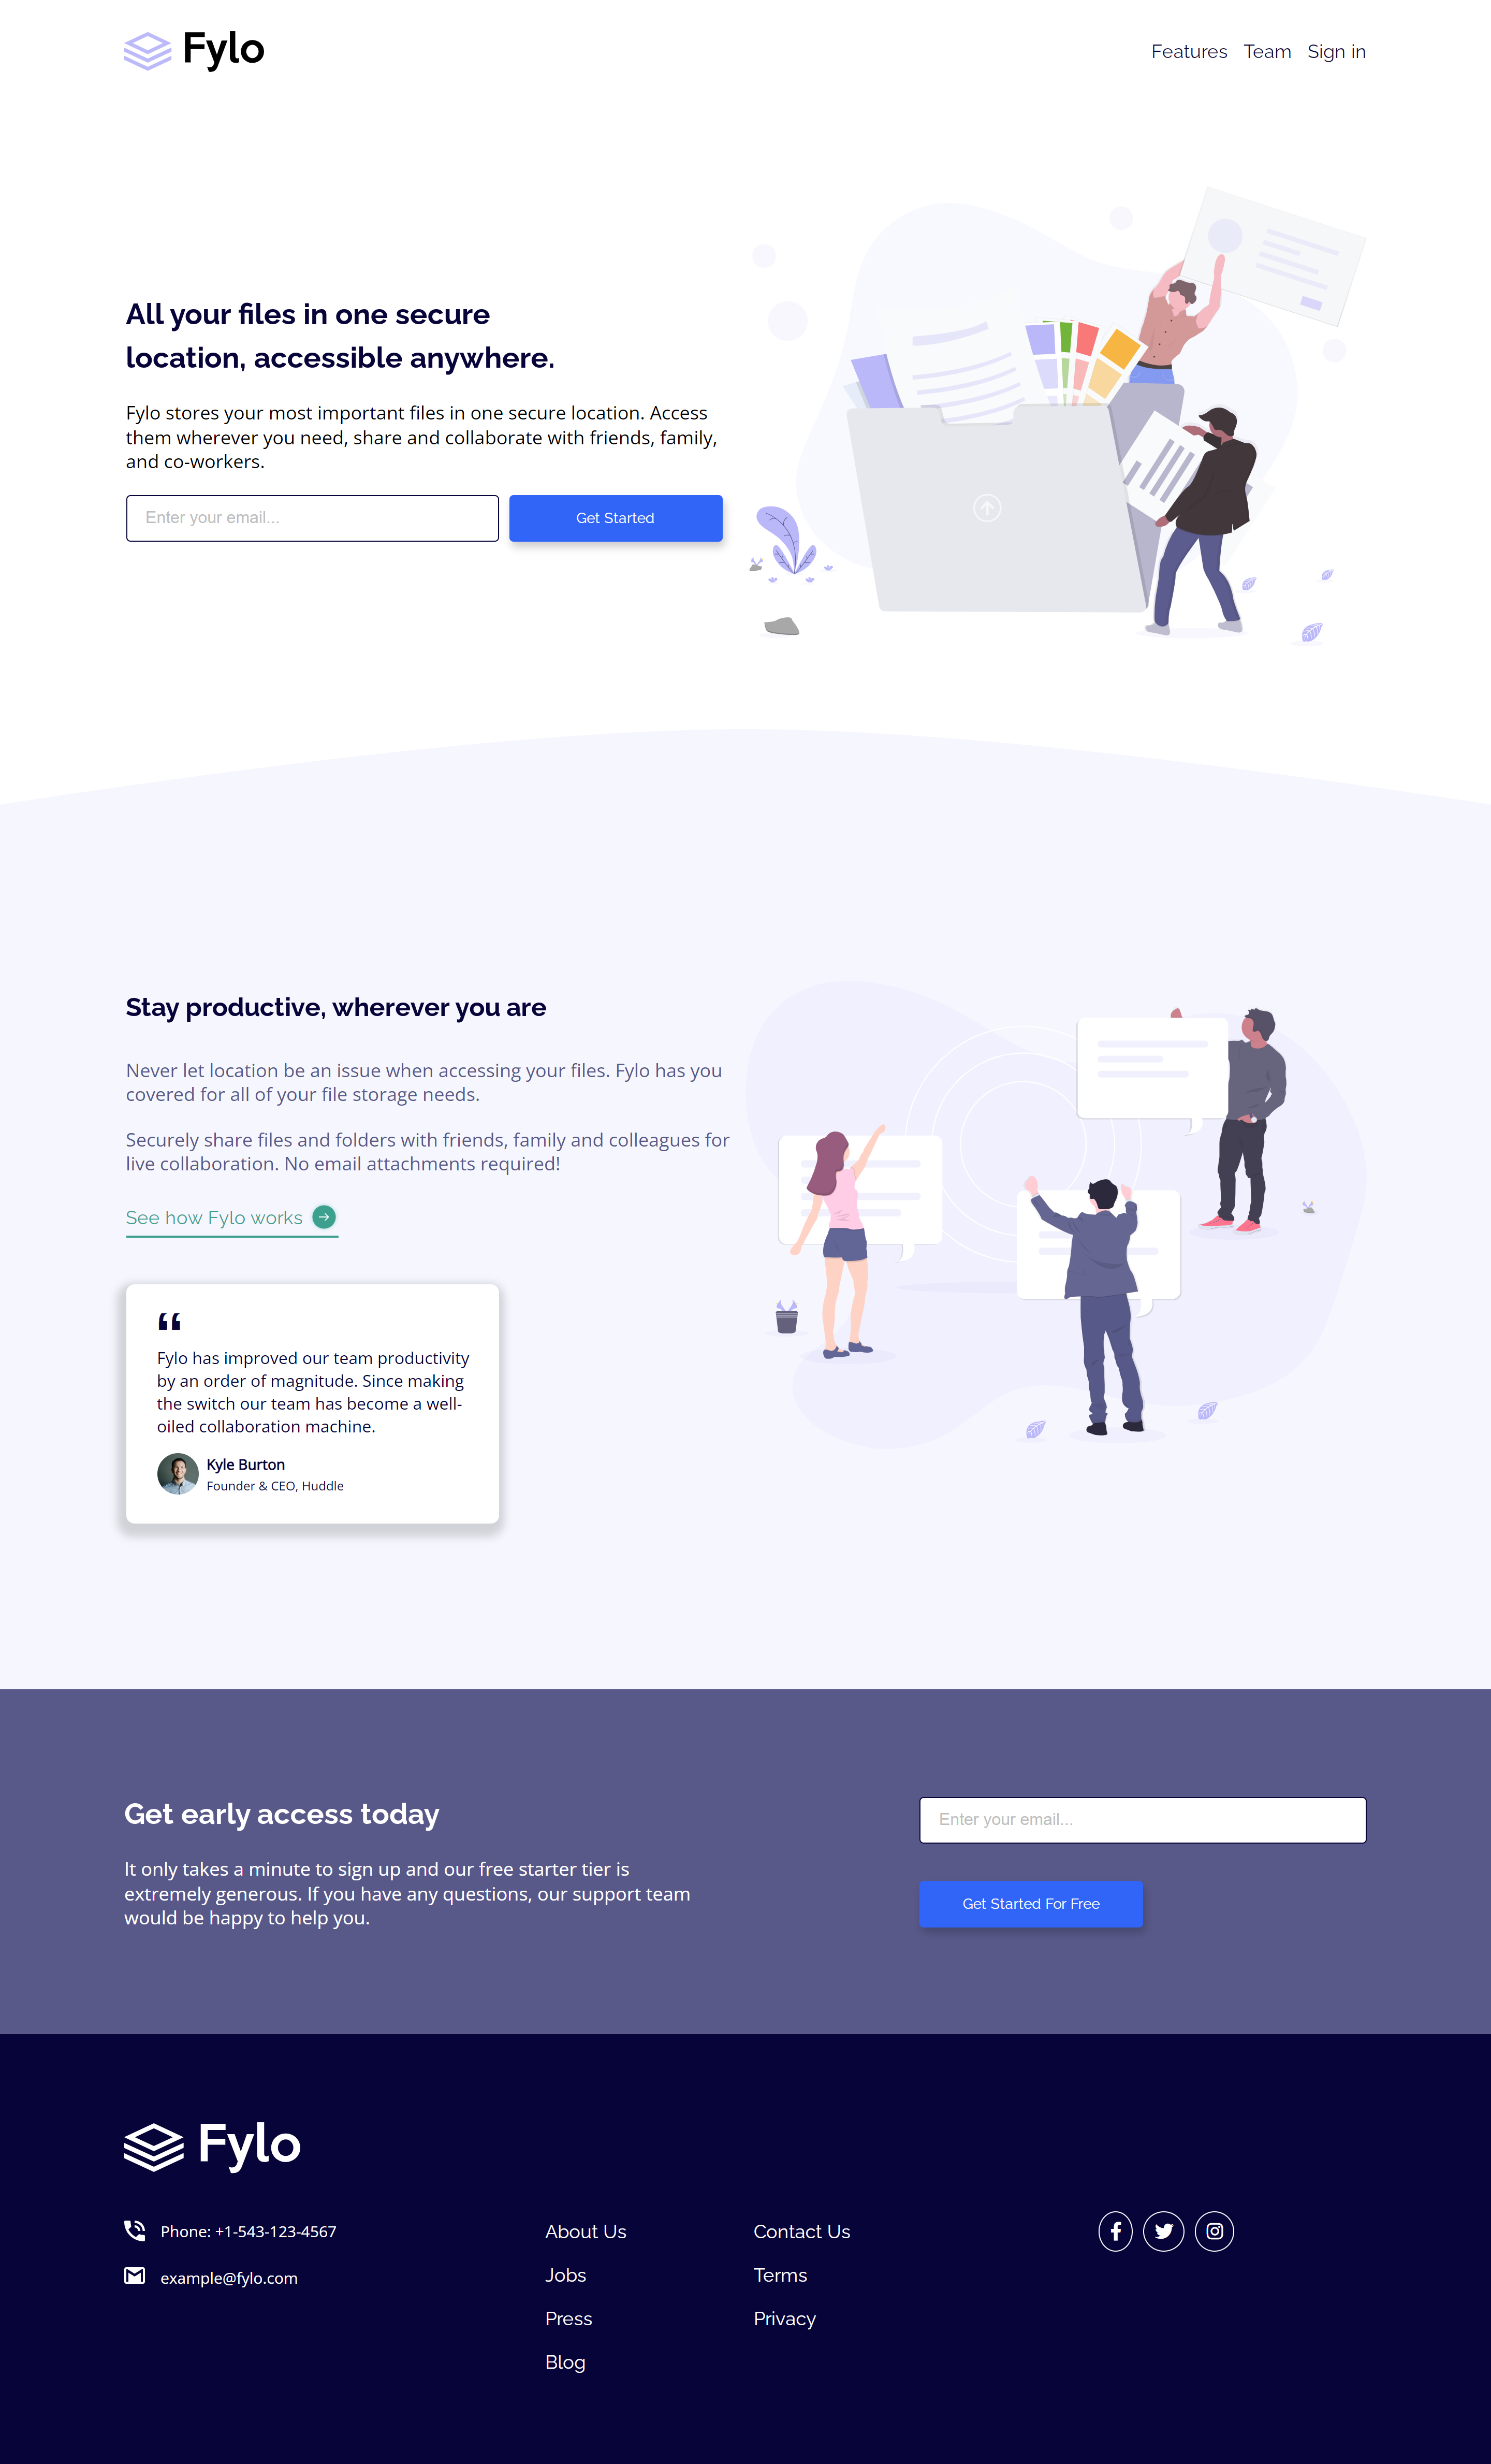 Fylo
Features Team Sign in
All your files in one secure
location, accessible anywhere.
Fylo stores your most important files in one secure location. Access
them wherever you need, share and collaborate with friends, family,
and co-workers.
Enter your email...
Get Started
Stay productive, wherever you are
Never let location be an issue when accessing your files. Fylo has you
covered for all of your file storage needs.
Securely share files and folders with friends, family and colleagues for
live collaboration. No email attachments required!
See how Fylo works
“
Fylo has improved our team productivity
by an order of magnitude. Since making
the switch our team has become a well-
oiled collaboration machine.
Kyle Burton
Founder & CEO, Huddle
Get early access today
It only takes a minute to sign up and our free starter tier is
extremely generous. If you have any questions, our support team
would be happy to help you.
Enter your email...
Get Started For Free
Fylo
Phone: +1-543-123-4567
example@fylo.com
About Us
Jobs
Press
Blog
Contact Us
Terms
Privacy